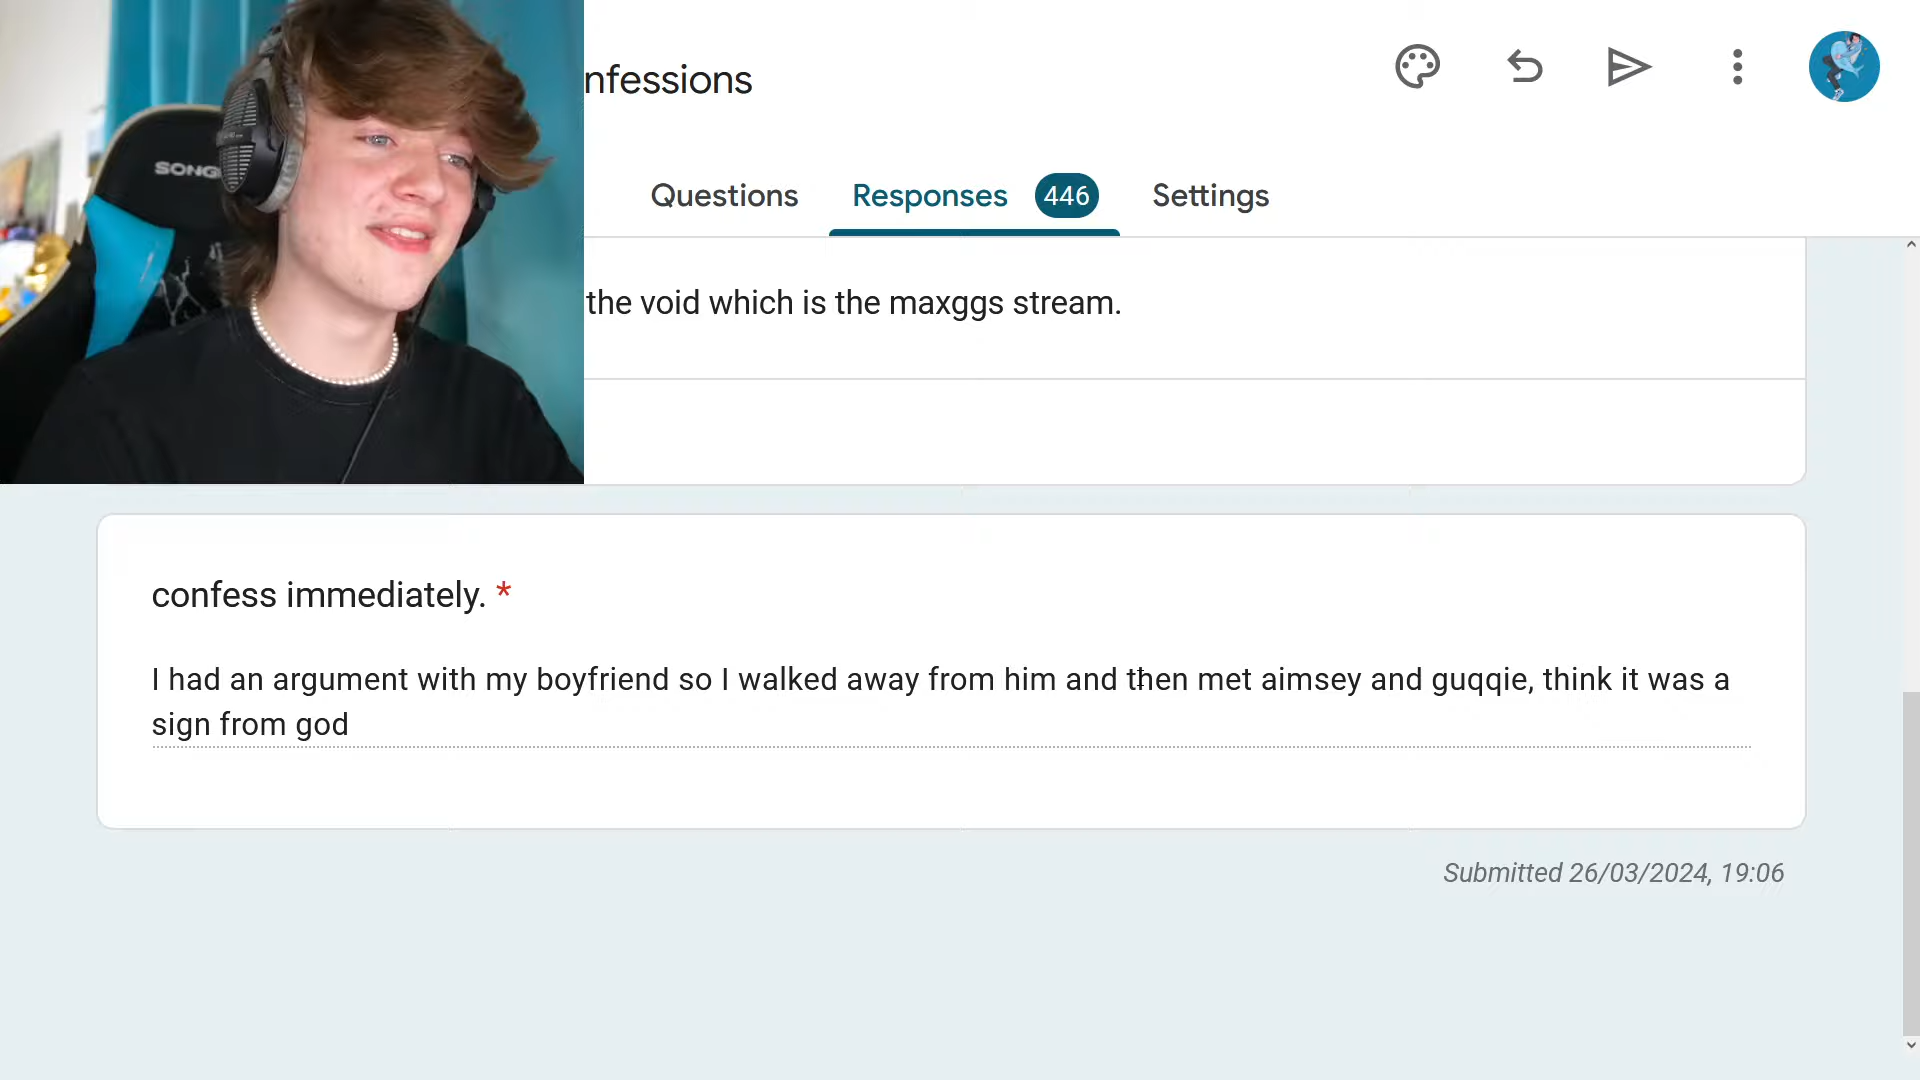 nfessions
Questions
Responses
446
Settings
SONG
the void which is the maxggs stream.
confess immediately. *
I had an argument with my boyfriend so I walked away from him and then met aimsey and guqqie, think it was a
sign from god
Submitted 26/03/2024, 19:06